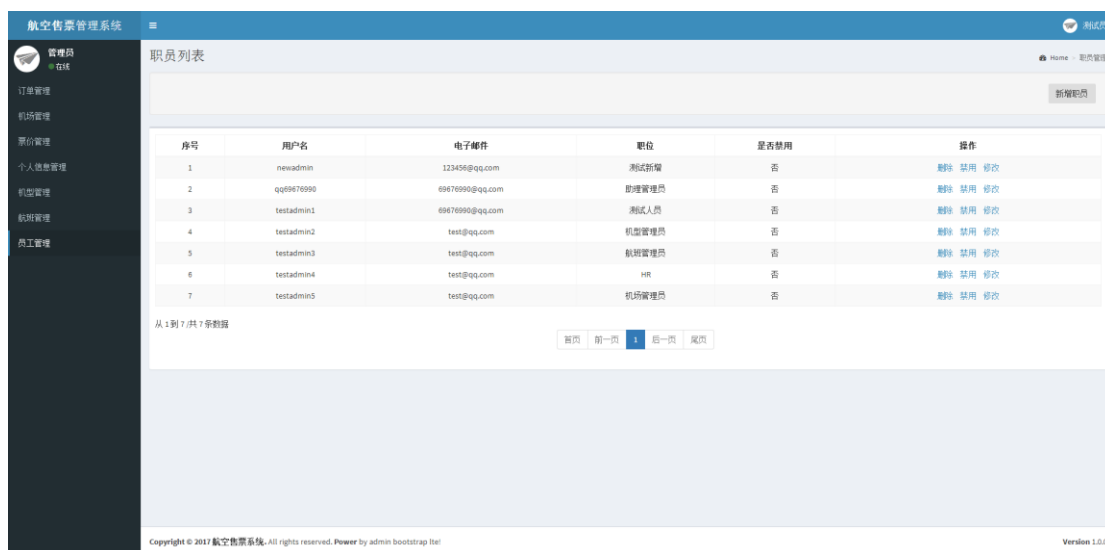 航空售票管理系统
测试员
管理员
在线
职员列表
Home > 职员管理
订单管理
机场管理
票价管理
个人信息管理
机型管理
航班管理
员工管理
新增职员
序号 用户名 电子邮件 职位 是否禁用 操作
1 newadmin 123456@qq.com 测试新增 否 删除 禁用 修改
2 qq69676990 69676990@qq.com 助理管理员 否 删除 禁用 修改
3 testadmin1 69676990@qq.com 测试人员 否 删除 禁用 修改
4 testadmin2 test@qq.com 机型管理员 否 删除 禁用 修改
5 testadmin3 test@qq.com 航班管理员 否 删除 禁用 修改
6 testadmin4 test@qq.com HR 否 删除 禁用 修改
7 testadmin5 test@qq.com 机场管理员 否 删除 禁用 修改
从 1 到 7 /共 7 条数据
首页 前一页 1 后一页 尾页
Copyright © 2017 航空售票系统. All rights reserved. Power by admin bootstrap lte!
Version 1.0.0